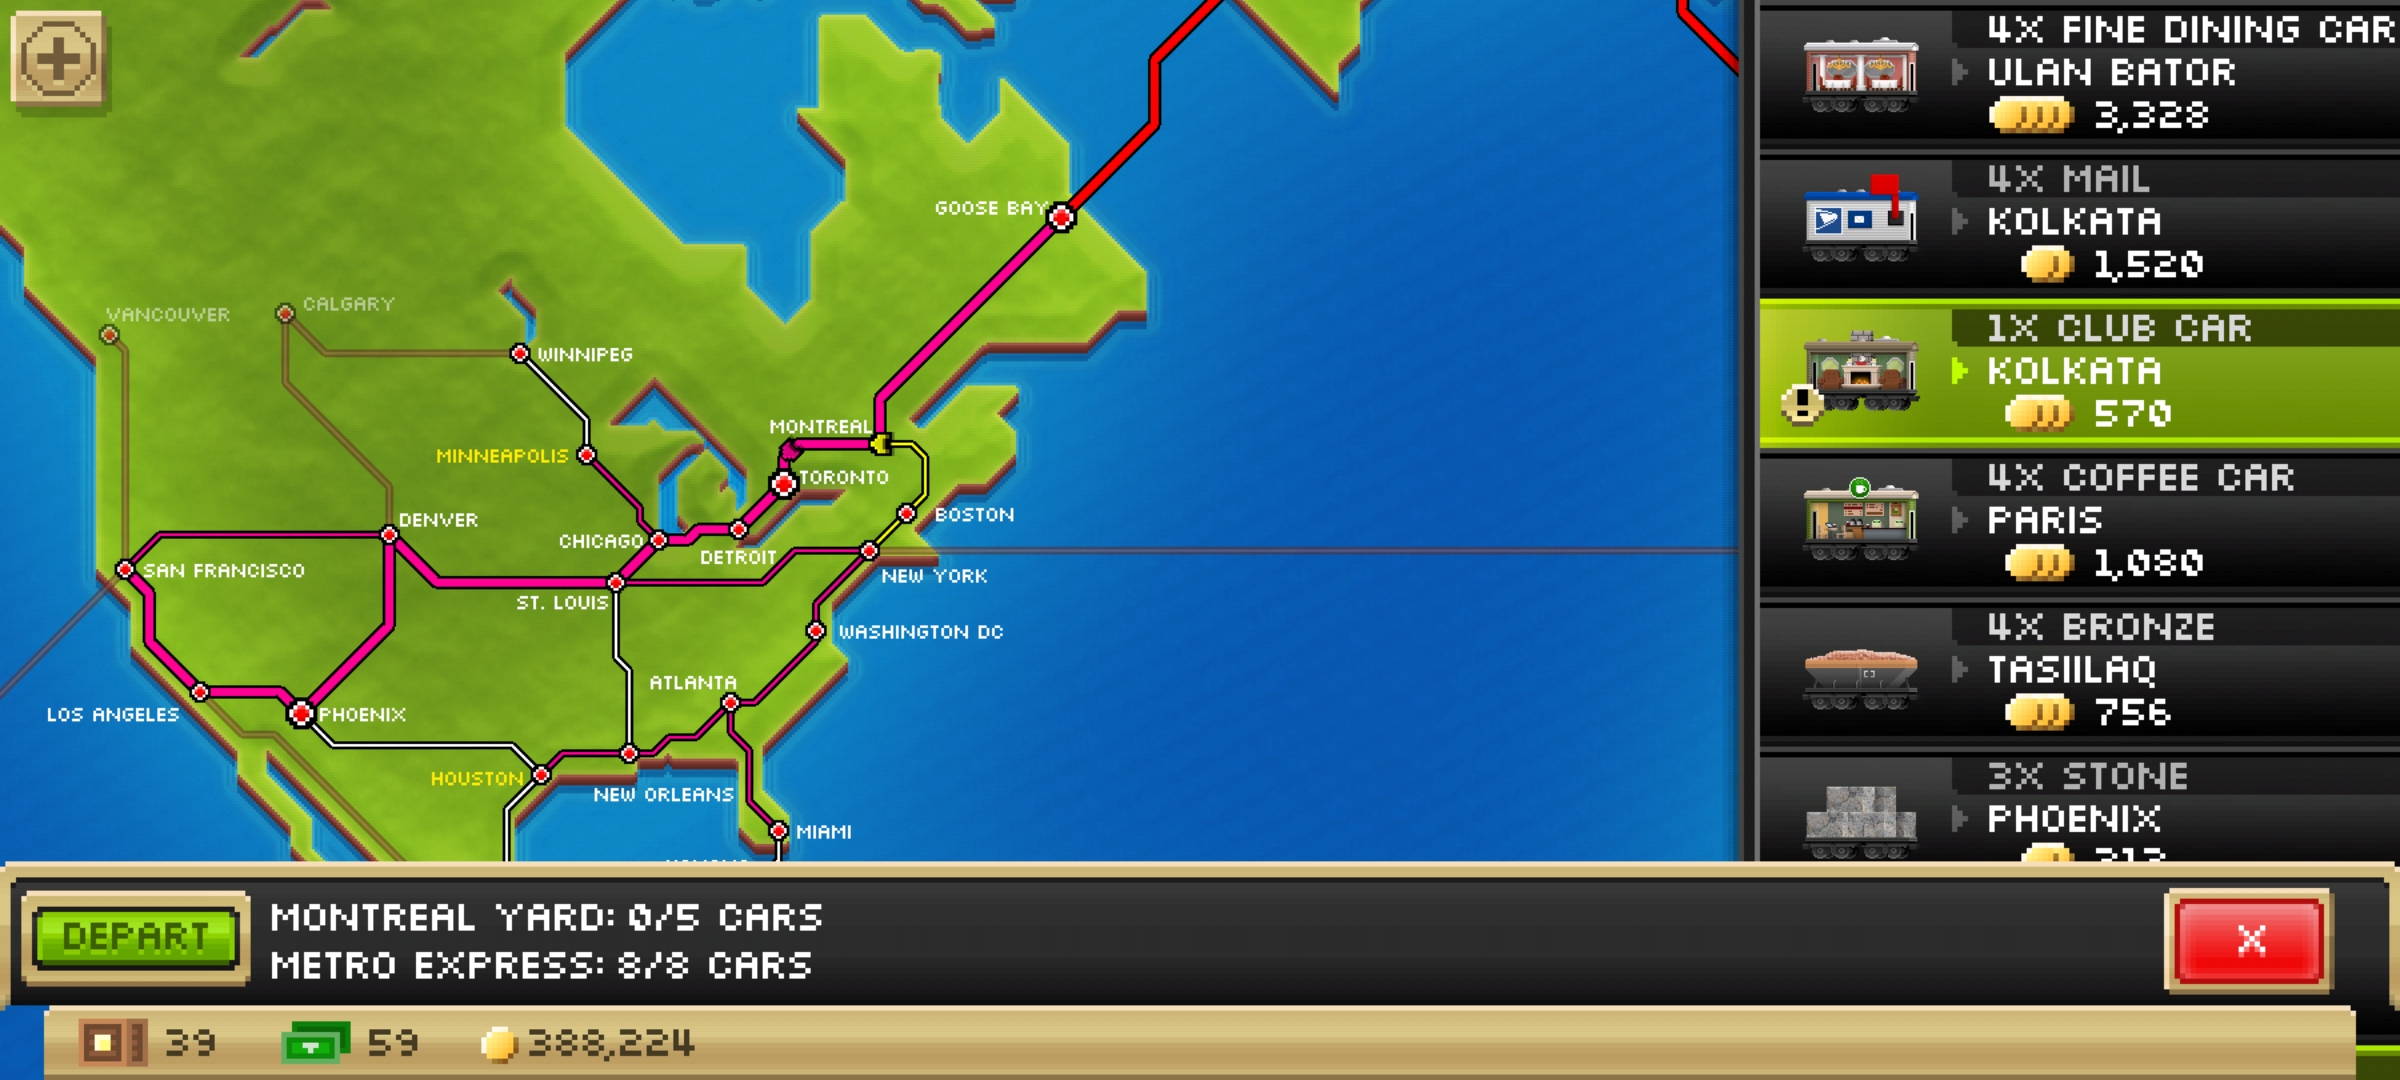 4X FINE DINING CAR
ULAN BATOR
3,328
4X MAIL
KOLKATA
1,520
1X CLUB CAR
KOLKATA
570
4X COFFEE CAR
PARIS
1,080
4X BRONZE
TASIILAQ
756
3X STONE
PHOENIX
GOOSE BAY
VANCOUVER
CALGARY
WINNIPEG
MONTREAL
MINNEAPOLIS
TORONTO
DENVER
BOSTON
CHICAGO
DETROIT
SAN FRANCISCO
NEW YORK
ST. LOUIS
WASHINGTON DC
ATLANTA
LOS ANGELES
PHOENIX
HOUSTON
NEW ORLEANS
MIAMI
DEPART
MONTREAL YARD: 0/5 CARS
METRO EXPRESS: 8/8 CARS
X
39
59
388,224